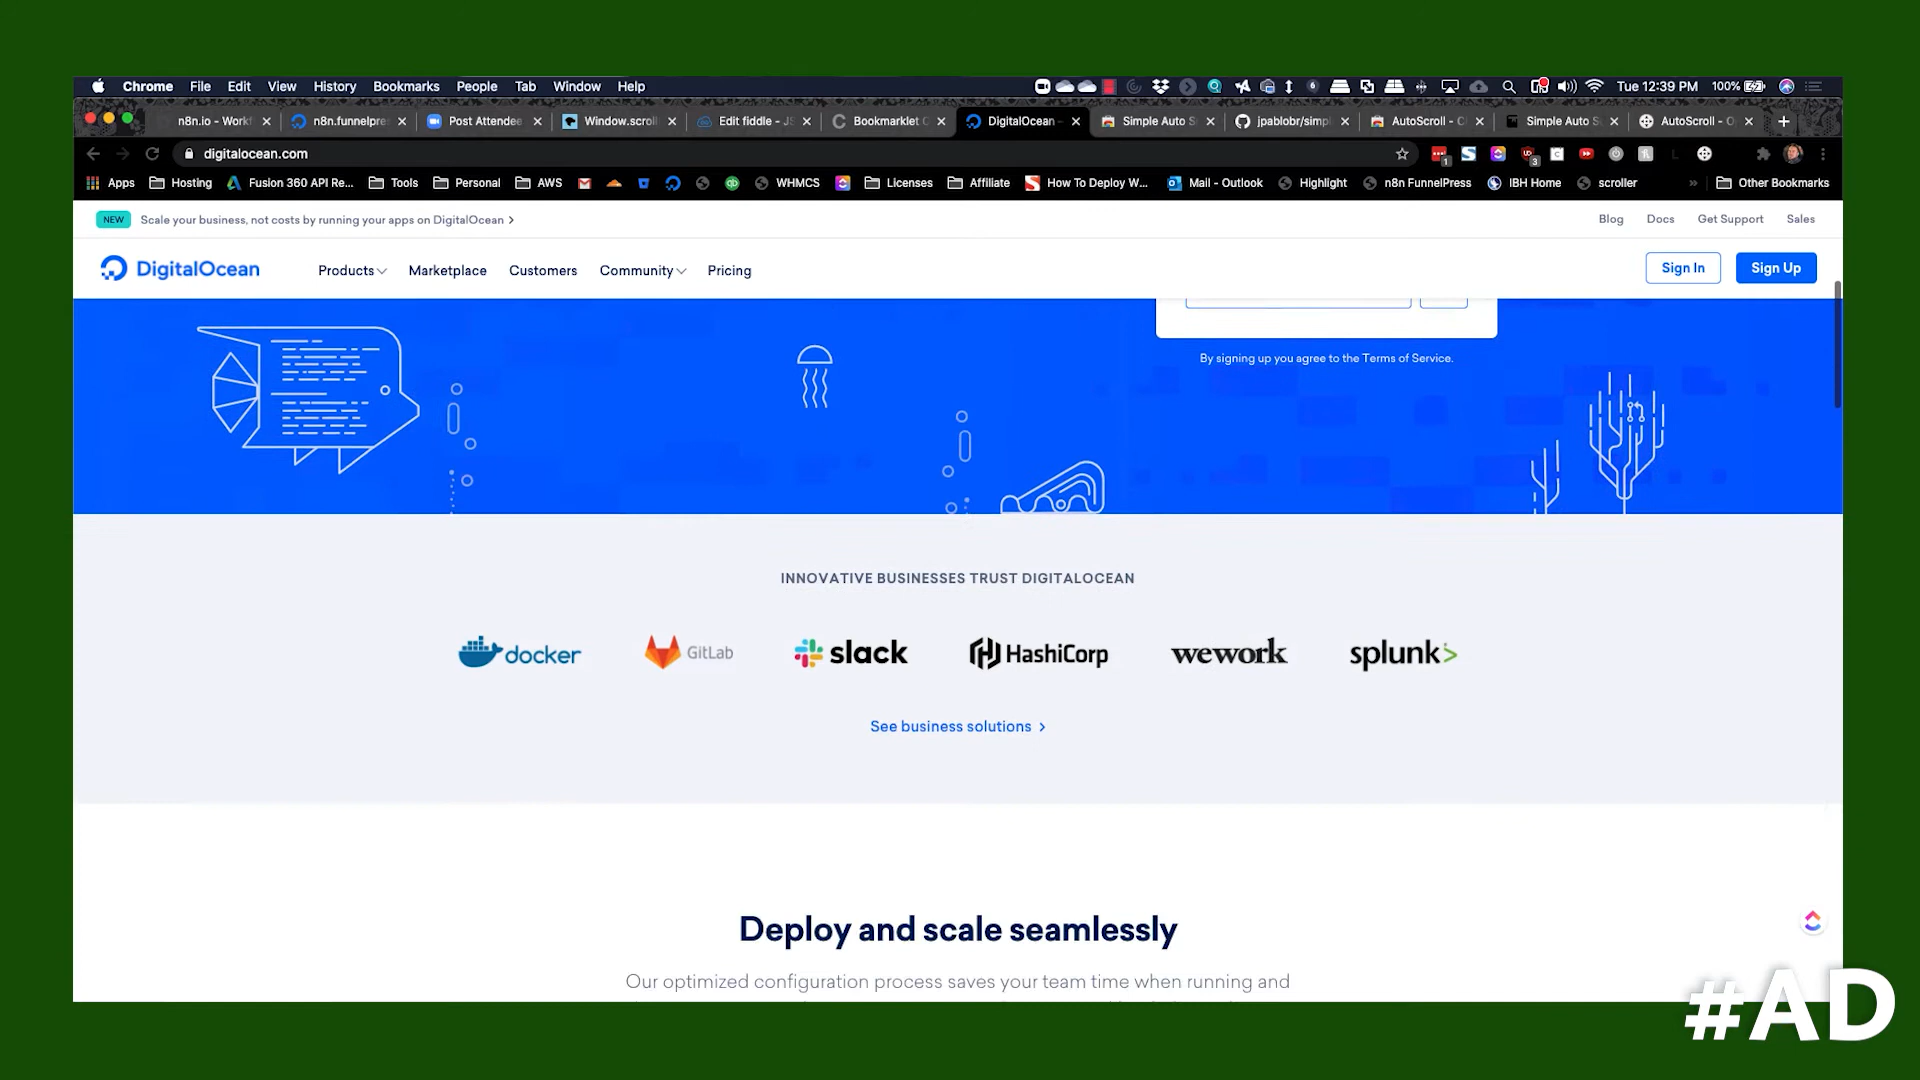 Chrome File Edit View History Bookmarks People Tab Window Help Tue 12:39 PM 100%
n8n.io - Workf n8n.funnelpre Post Attendee Window.scroll Edit fiddle - JS Bookmarklet C DigitalOcean - Simple Auto S jpablobr/simpl AutoScroll - C Simple Auto S AutoScroll - O
digitalocean.com
Apps Hosting Fusion 360 API Re... Tools Personal AWS WHMCS Licenses Affiliate How To Deploy W... Mail - Outlook Highlight n8n FunnelPress IBH Home scroller » Other Bookmarks
NEW Scale your business, not costs by running your apps on DigitalOcean Blog Docs Get Support Sales
DigitalOcean Products Marketplace Customers Community Pricing Sign In Sign Up
By signing up you agree to the Terms of Service.
INNOVATIVE BUSINESSES TRUST DIGITALOCEAN
docker GitLab slack HashiCorp wework splunk>
See business solutions
Deploy and scale seamlessly
Our optimized configuration process saves your team time when running and
#AD